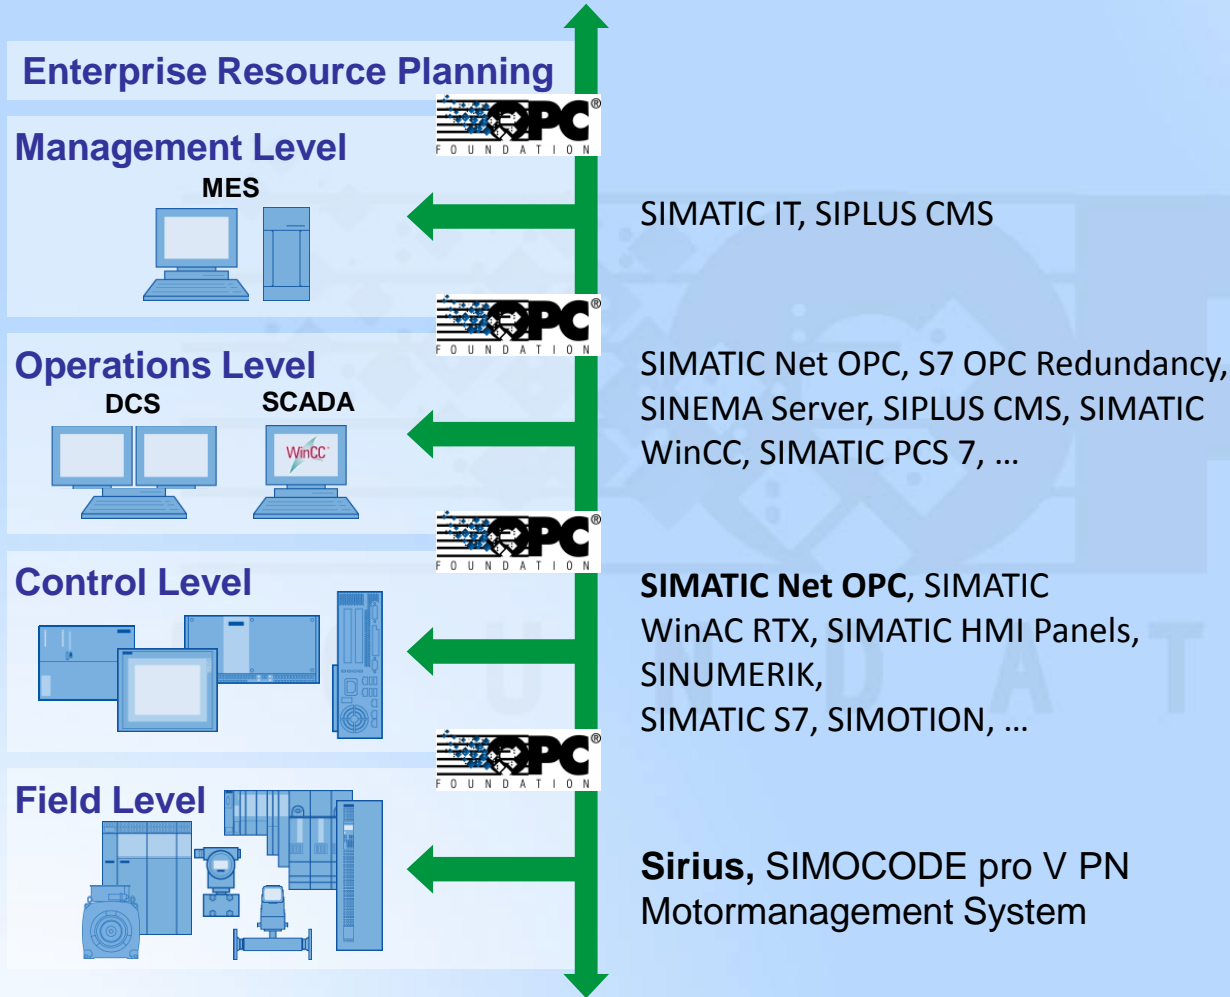 Enterprise Resource Planning
OPC®
FOUNDATION
Management Level
MES
SIMATIC IT, SIPLUS CMS
OPC®
FOUNDATION
Operations Level
DCS
SCADA
WinCC
SIMATIC Net OPC, S7 OPC Redundancy,
SINEMA Server, SIPLUS CMS, SIMATIC
WinCC, SIMATIC PCS 7, …
OPC®
FOUNDATION
Control Level
SIMATIC Net OPC, SIMATIC
WinAC RTX, SIMATIC HMI Panels,
SINUMERIK,
SIMATIC S7, SIMOTION, …
OPC®
FOUNDATION
Field Level
Sirius, SIMOCODE pro V PN
Motormanagement System